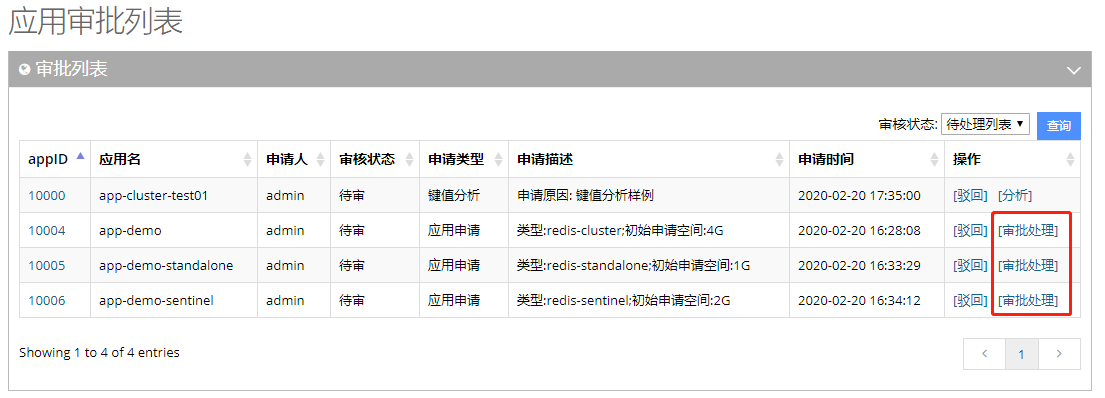 应用审批列表
审批列表
审核状态: 待处理列表 查询
appID 应用名 申请人 审核状态 申请类型 申请描述 申请时间 操作
10000 app-cluster-test01 admin 待审 键值分析 申请原因: 键值分析样例 2020-02-20 17:35:00 [驳回] [分析]
10004 app-demo admin 待审 应用申请 类型:redis-cluster;初始申请空间:4G 2020-02-20 16:28:08 [驳回] [审批处理]
10005 app-demo-standalone admin 待审 应用申请 类型:redis-standalone;初始申请空间:1G 2020-02-20 16:33:29 [驳回] [审批处理]
10006 app-demo-sentinel admin 待审 应用申请 类型:redis-sentinel;初始申请空间:2G 2020-02-20 16:34:12 [驳回] [审批处理]
Showing 1 to 4 of 4 entries 1